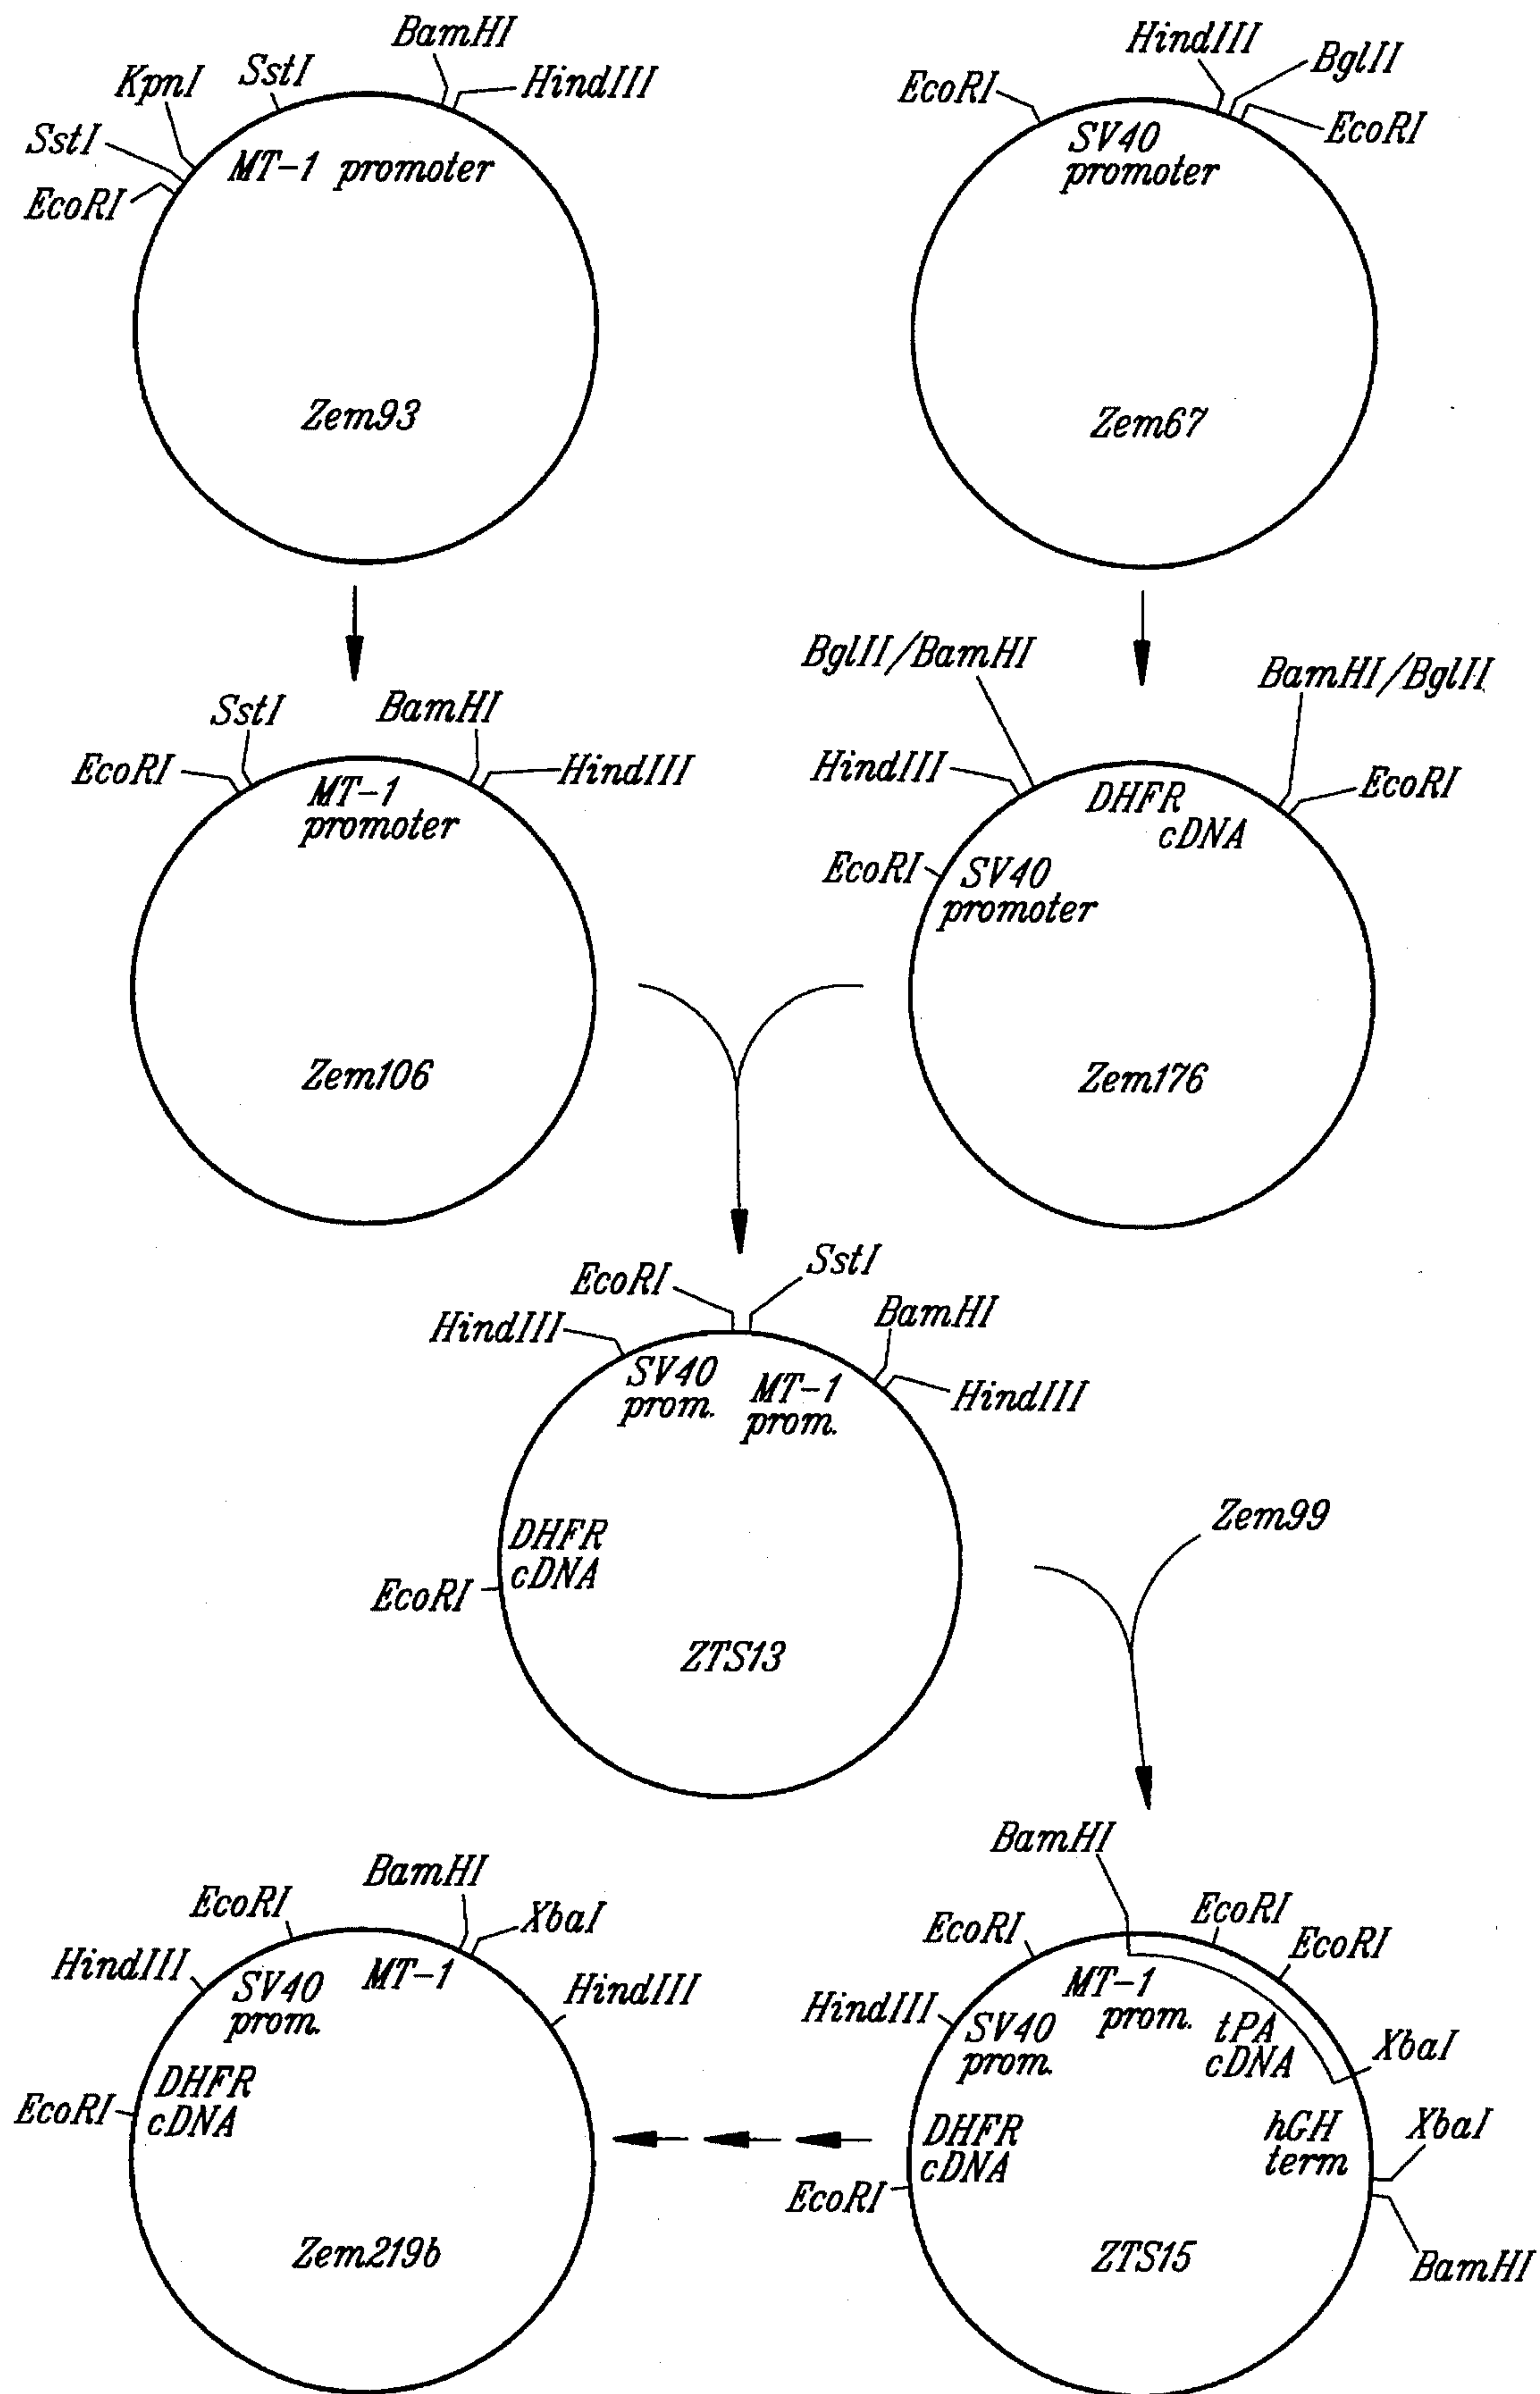 KpnI
SstI
BamHI
HindIII
SstI
EcoRI
MT-1 promoter
Zem93
HindIII
BglII
EcoRI
EcoRI
SV40
promoter
Zem67
SstI
BamHI
EcoRI
HindIII
MT-1
promoter
Zem106
BglII/BamHI
BamHI/BglII
HindIII
EcoRI
DHFR
cDNA
EcoRI
SV40
promoter
Zem176
EcoRI
SstI
HindIII
BamHI
HindIII
SV40
prom.
MT-1
prom.
DHFR
cDNA
EcoRI
ZTS13
Zem99
BamHI
EcoRI
XbaI
HindIII
HindIII
SV40
prom.
MT-1
DHFR
cDNA
EcoRI
Zem219b
BamHI
EcoRI
EcoRI
EcoRI
HindIII
MT-1
prom.
SV40
prom.
tPA
cDNA
XbaI
hGH
term
XbaI
DHFR
cDNA
EcoRI
BamHI
ZTS15